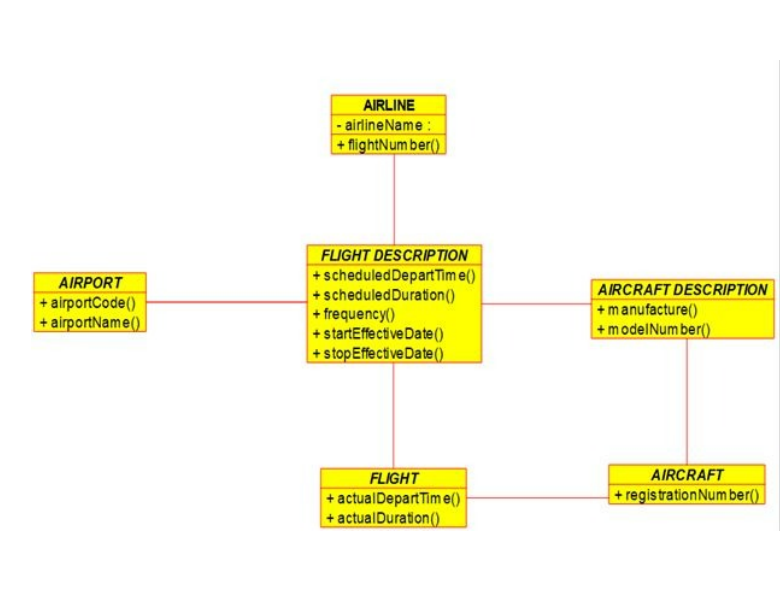 AIRLINE
- airlineName :
+ flightNumber()
FLIGHT DESCRIPTION
+ scheduledDepartTime()
+ scheduledDuration()
+ frequency()
+ startEffectiveDate()
+ stopEffectiveDate()
AIRPORT
+ airportCode()
+ airportName()
AIRCRAFT DESCRIPTION
+ manufacture()
+ modelNumber()
FLIGHT
+ actualDepartTime()
+ actualDuration()
AIRCRAFT
+ registrationNumber()